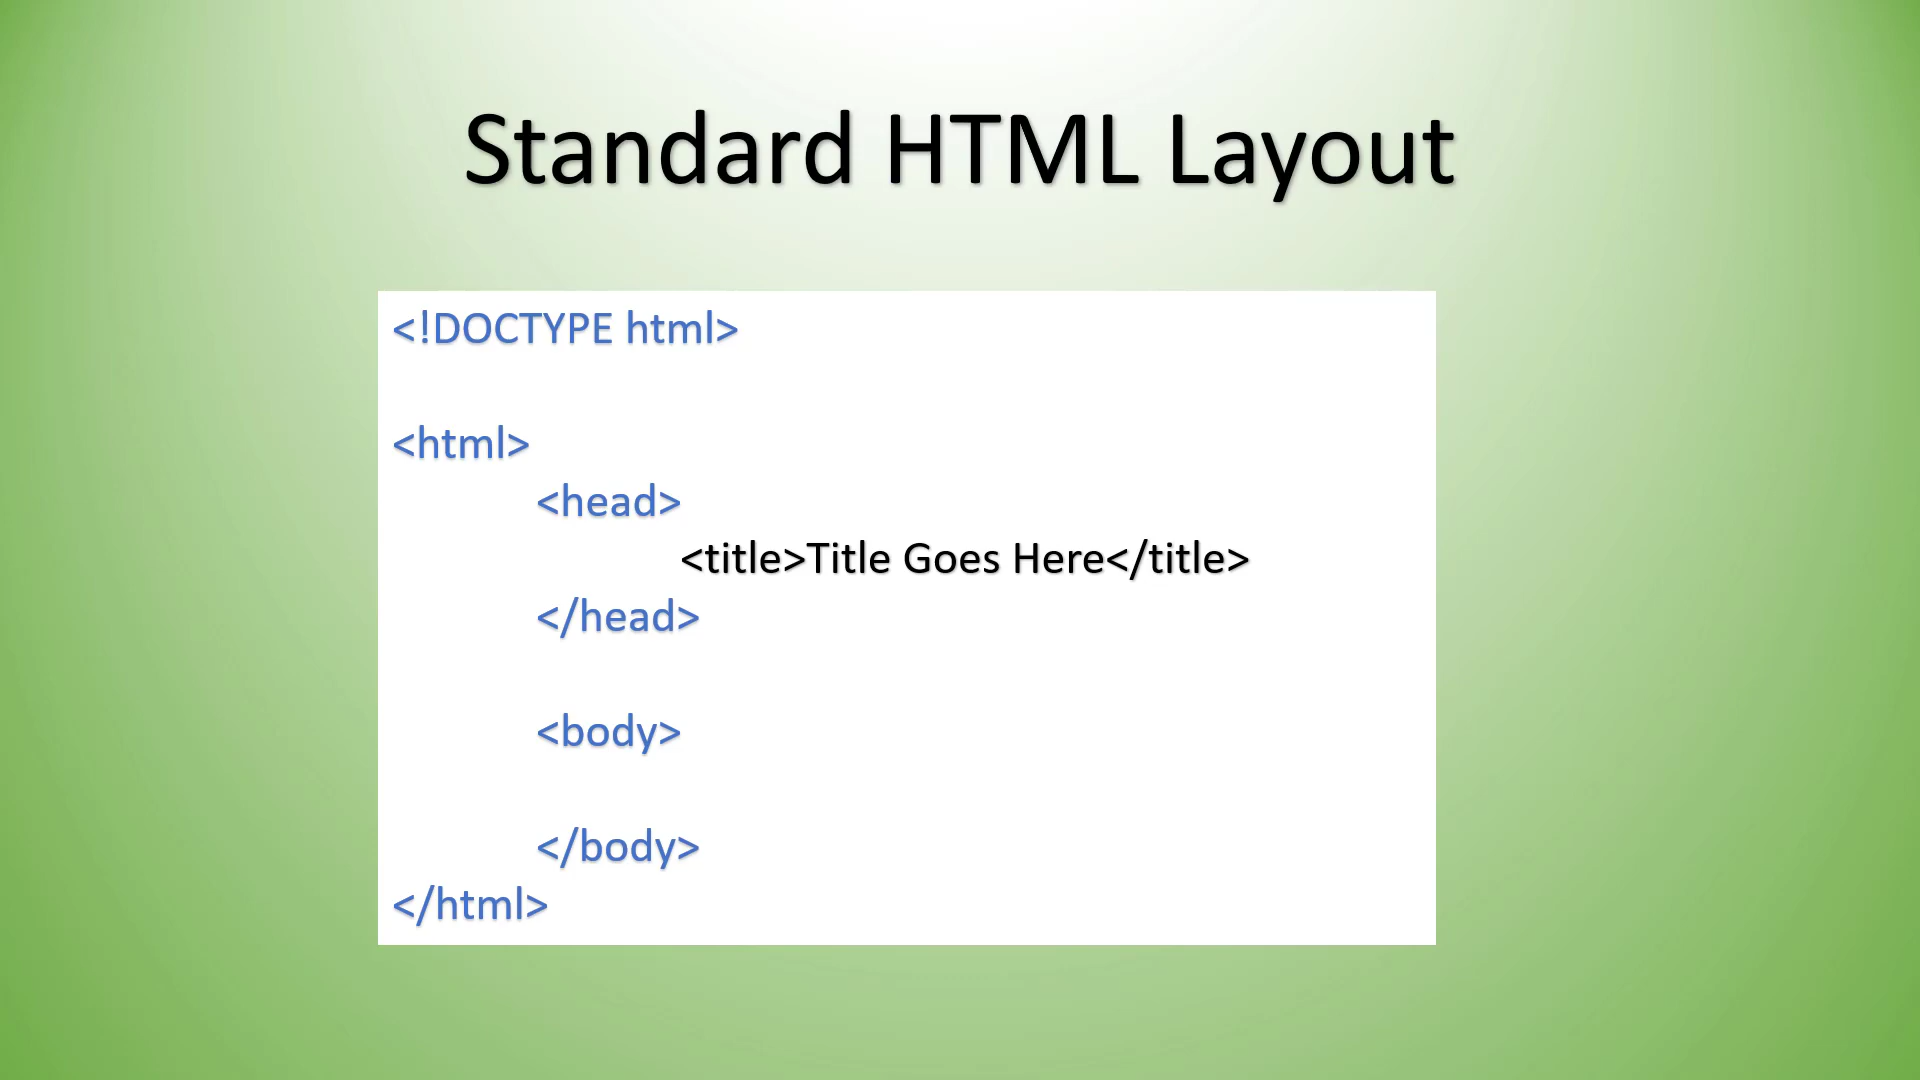 Standard HTML Layout
<!DOCTYPE html>
<html>
<head>
<title>Title Goes Here</title>
</head>
<body>
</body>
</html>